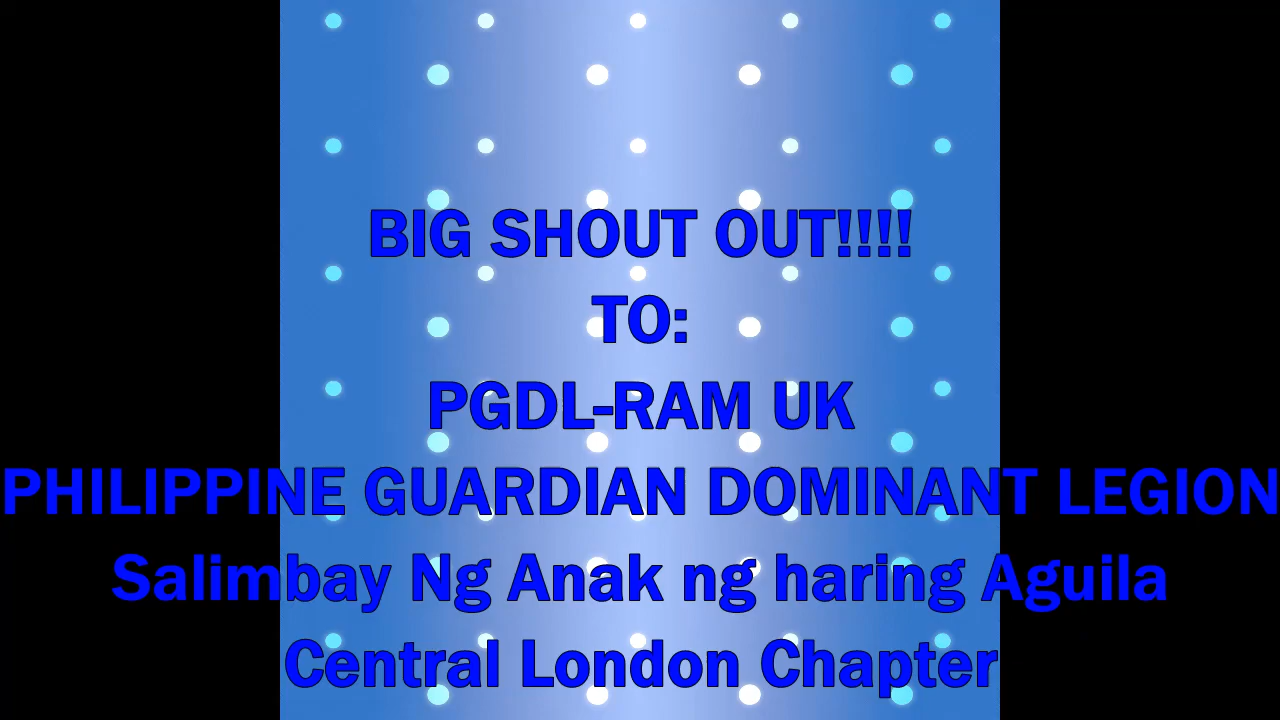 BIG SHOUT OUT!!!!
TO:
PGDL-RAM UK
PHILIPPINE GUARDIAN DOMINANT LEGION
Salimbay Ng Anak ng haring Aguila
Central London Chapter